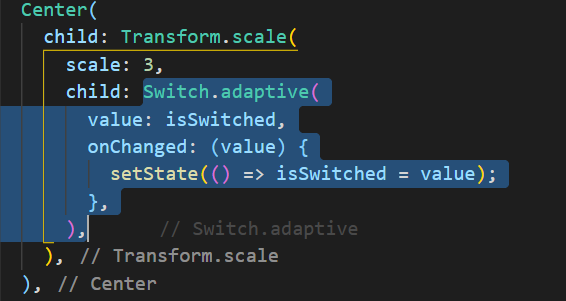 Center(
child: Transform.scale(
scale: 3,
child: Switch.adaptive(
value: isSwitched,
onChanged: (value) {
setState(() => isSwitched = value);
},
), // Switch.adaptive
), // Transform.scale
), // Center